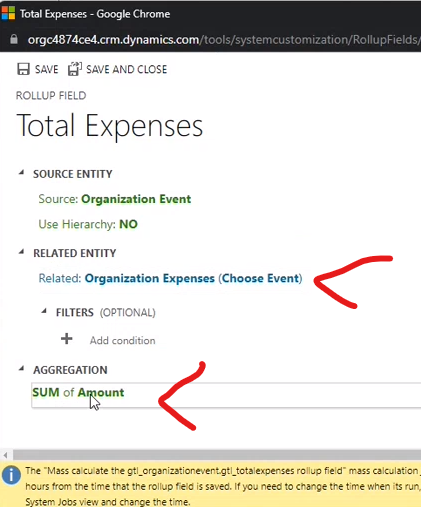 Total Expenses - Google Chrome
orgc4874ce4.crm.dynamics.com/tools/systemcustomization/RollupFields/
SAVE SAVE AND CLOSE
ROLLUP FIELD
Total Expenses
SOURCE ENTITY
Source: Organization Event
Use Hierarchy: NO
RELATED ENTITY
Related: Organization Expenses (Choose Event)
FILTERS (OPTIONAL)
Add condition
AGGREGATION
SUM of Amount
The "Mass calculate the gtl_organizationevent.gtl_totalexpenses rollup field" mass calculation
hours from the time that the rollup field is saved. If you need to change the time when its run,
System Jobs view and change the time.